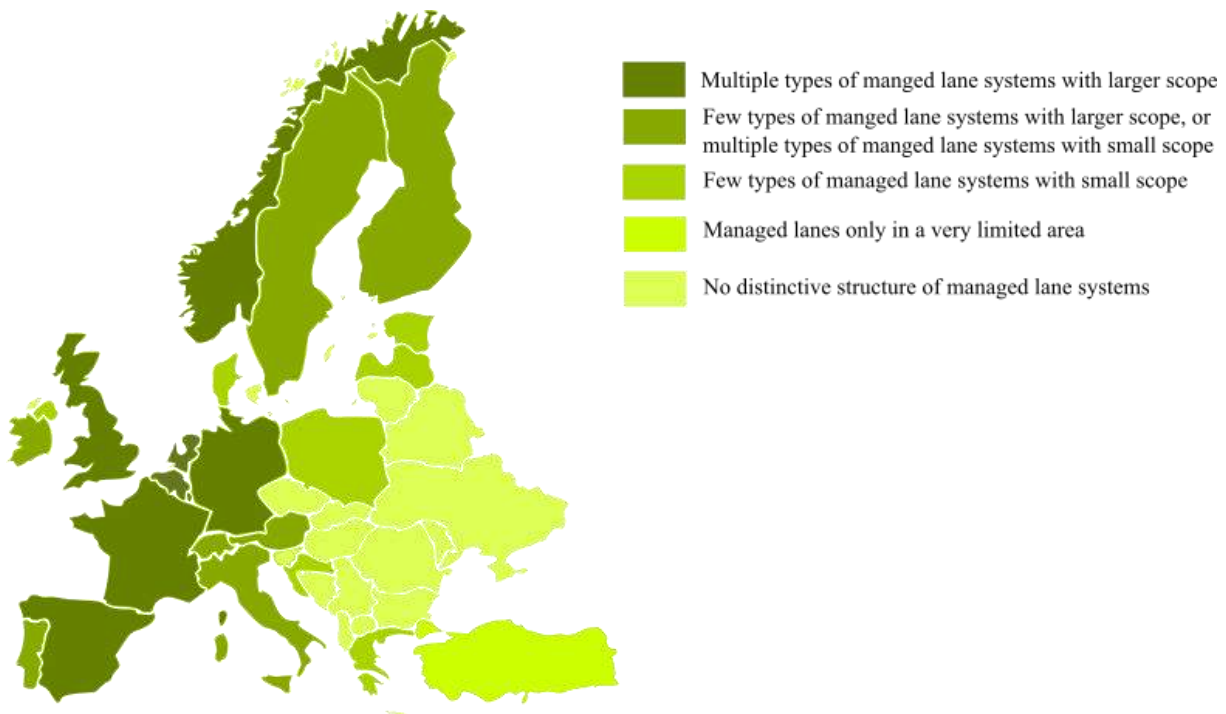 Multiple types of manged lane systems with larger scope
Few types of manged lane systems with larger scope, or
multiple types of manged lane systems with small scope
Few types of managed lane systems with small scope
Managed lanes only in a very limited area
No distinctive structure of managed lane systems